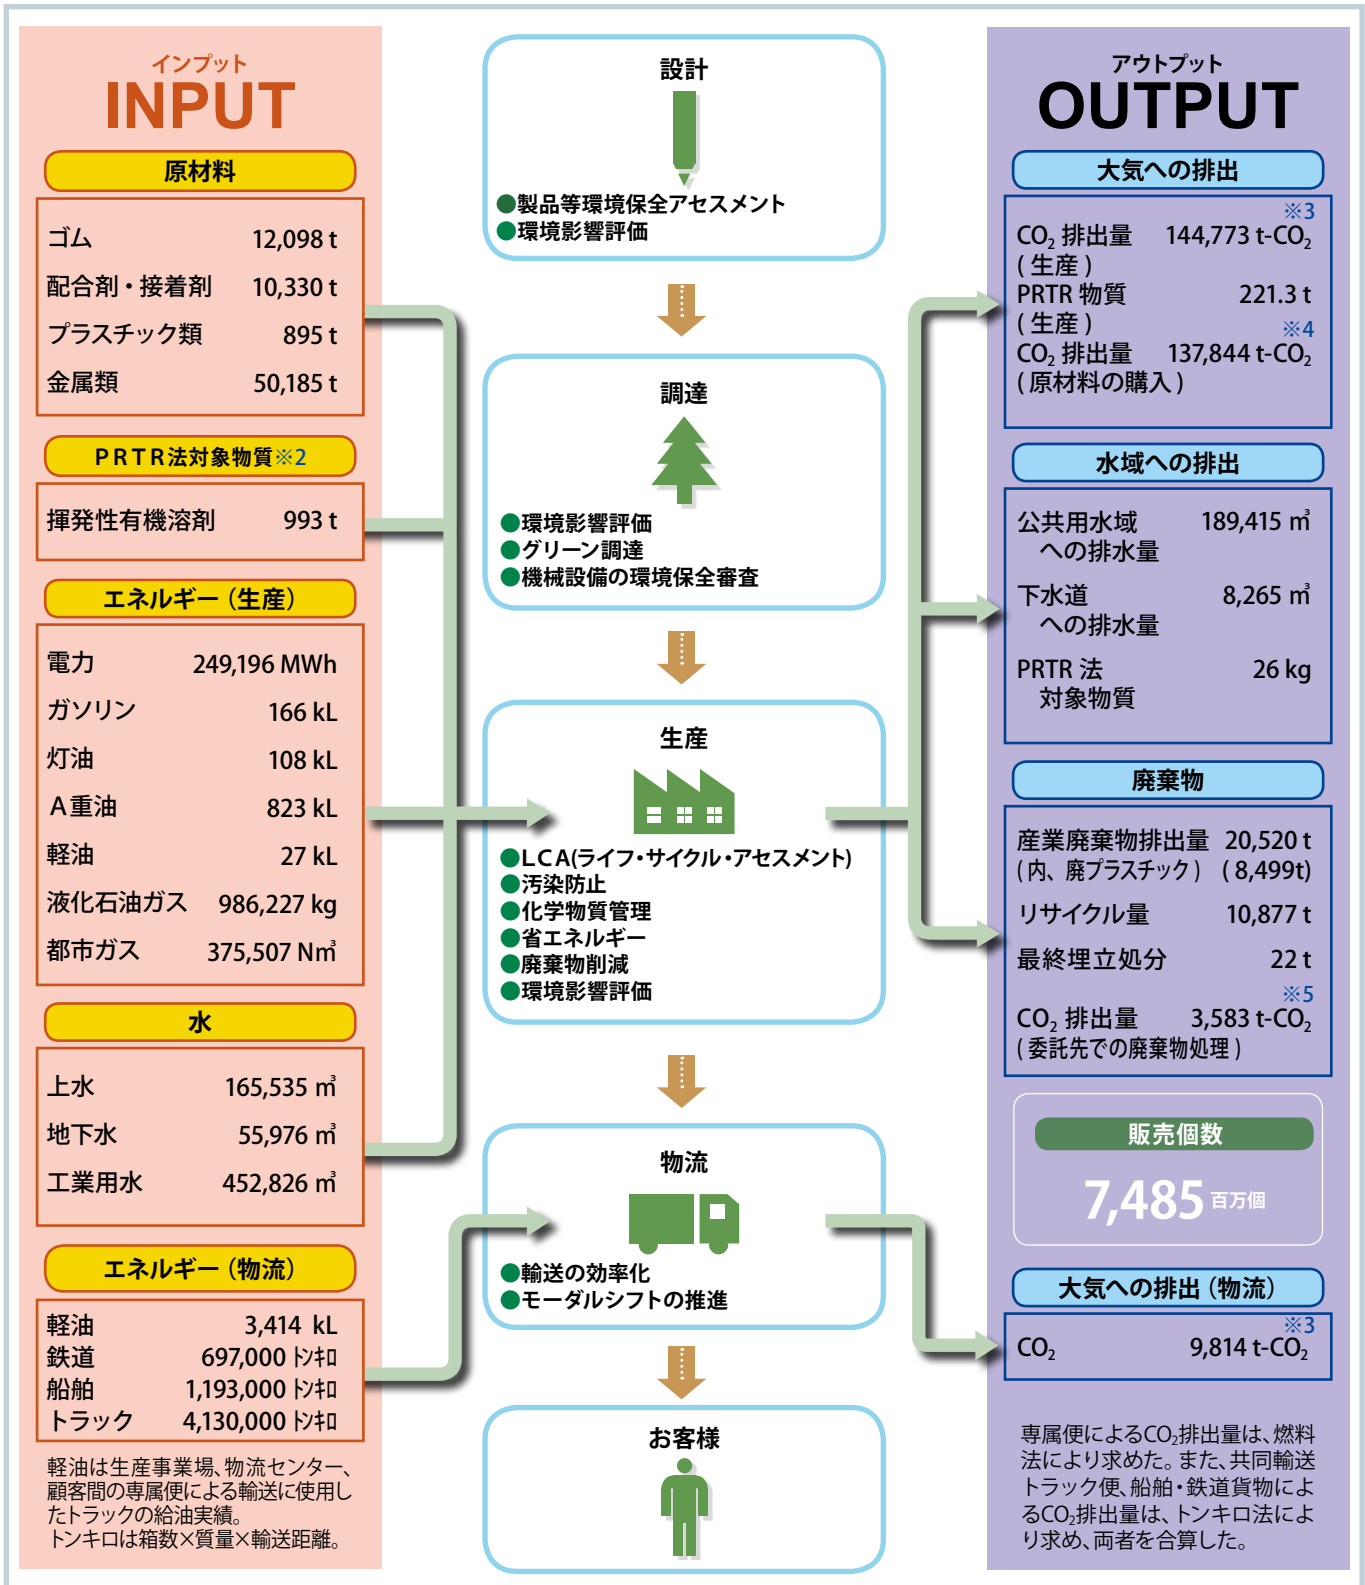 インプット
INPUT
原材料
ゴム 12,098 t
配合剤・接着剤 10,330 t
プラスチック類 895 t
金属類 50,185 t
PRTR法対象物質※2
揮発性有機溶剤 993 t
エネルギー（生産）
電力 249,196 MWh
ガソリン 166 kL
灯油 108 kL
A重油 823 kL
軽油 27 kL
液化石油ガス 986,227 kg
都市ガス 375,507 N㎥
水
上水 165,535 ㎥
地下水 55,976 ㎥
工業用水 452,826 ㎥
エネルギー（物流）
軽油 3,414 kL
鉄道 697,000 ﾄﾝｷﾛ
船舶 1,193,000 ﾄﾝｷﾛ
トラック 4,130,000 ﾄﾝｷﾛ
軽油は生産事業場、物流センター、
顧客間の専属便による輸送に使用し
たトラックの給油実績。
トンキロは箱数×質量×輸送距離。
設計
●製品等環境保全アセスメント
●環境影響評価
調達
●環境影響評価
●グリーン調達
●機械設備の環境保全審査
生産
●LCA(ライフ・サイクル・アセスメント)
●汚染防止
●化学物質管理
●省エネルギー
●廃棄物削減
●環境影響評価
物流
●輸送の効率化
●モーダルシフトの推進
お客様
アウトプット
OUTPUT
大気への排出
※3
CO₂ 排出量 144,773 t-CO₂
( 生産 )
PRTR 物質 221.3 t
( 生産 ) ※4
CO₂ 排出量 137,844 t-CO₂
( 原材料の購入 )
水域への排出
公共用水域 189,415 ㎥
への排水量
下水道 8,265 ㎥
への排水量
PRTR 法 26 kg
対象物質
廃棄物
産業廃棄物排出量 20,520 t
(内、廃プラスチック ) ( 8,499t)
リサイクル量 10,877 t
最終埋立処分 22 t
※5
CO₂ 排出量 3,583 t-CO₂
( 委託先での廃棄物処理 )
販売個数
7,485 百万個
大気への排出（物流）
※3
CO₂ 9,814 t-CO₂
専属便によるCO₂排出量は、燃料
法により求めた。また、共同輸送
トラック便、船舶・鉄道貨物によ
るCO₂排出量は、トンキロ法によ
り求め、両者を合算した。